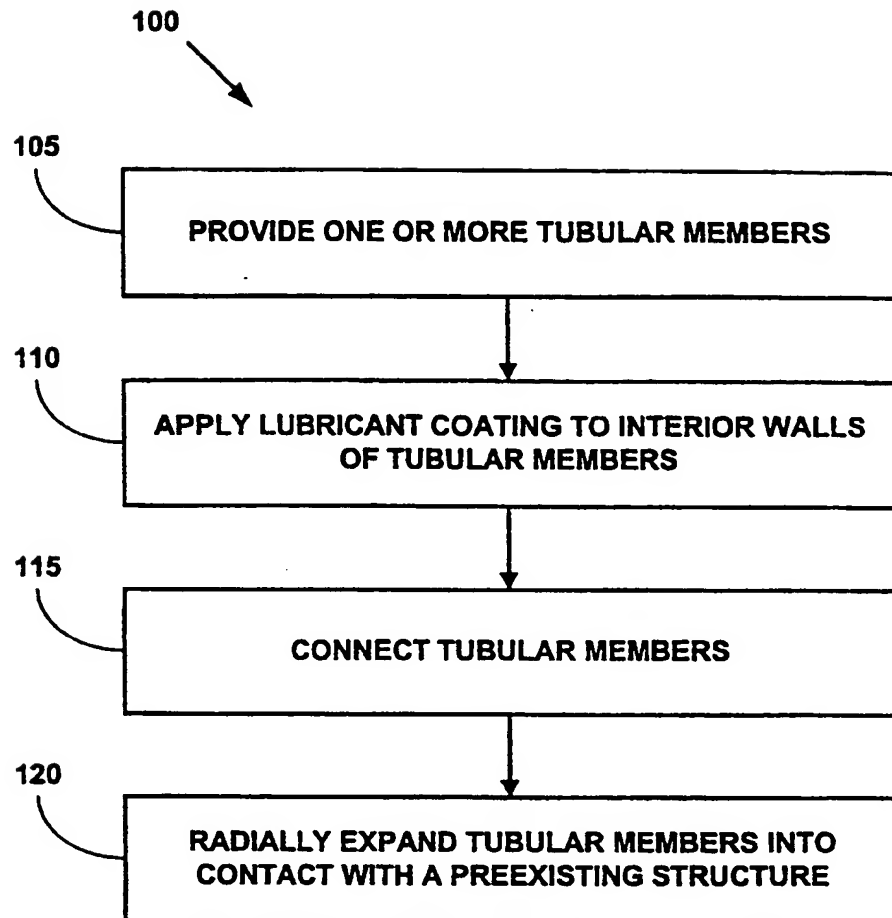 100
105
PROVIDE ONE OR MORE TUBULAR MEMBERS
110
APPLY LUBRICANT COATING TO INTERIOR WALLS
OF TUBULAR MEMBERS
115
CONNECT TUBULAR MEMBERS
120
RADIALLY EXPAND TUBULAR MEMBERS INTO
CONTACT WITH A PREEXISTING STRUCTURE